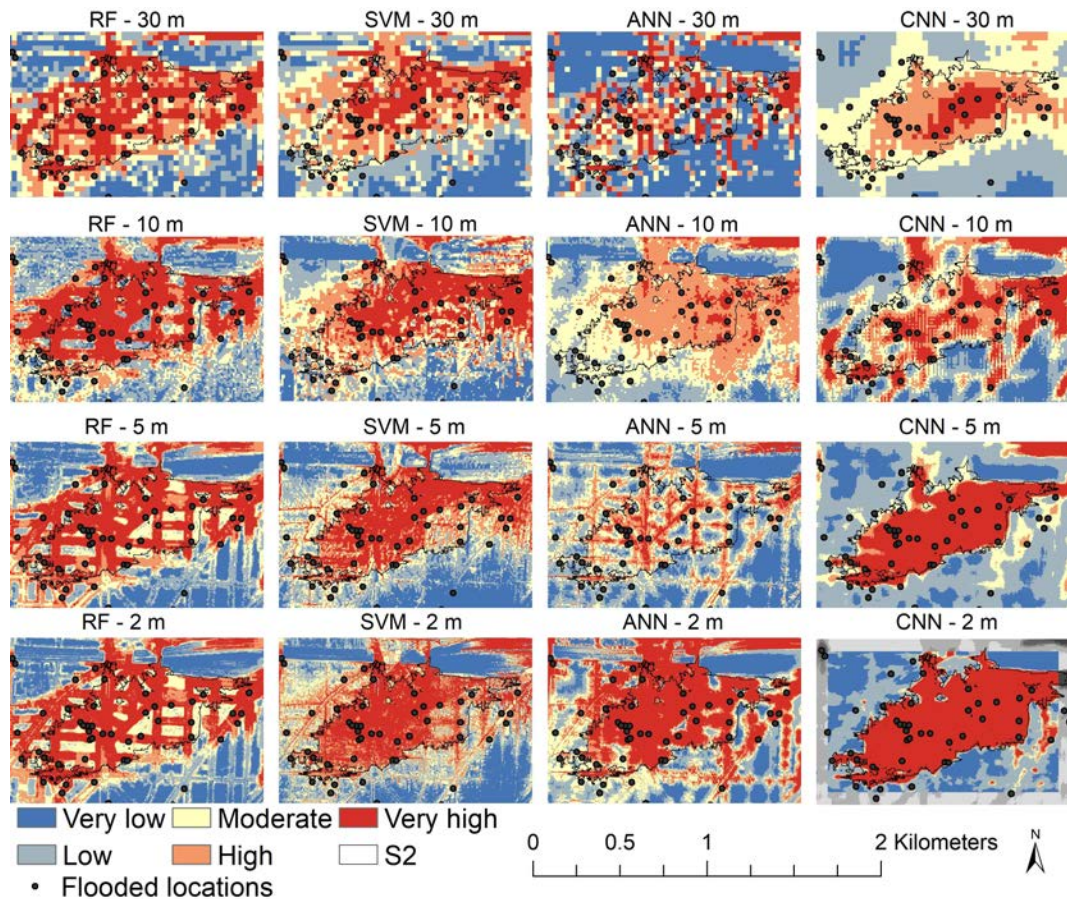 RF - 30 m SVM - 30 m ANN - 30 m CNN - 30 m
RF - 10 m SVM - 10 m ANN - 10 m CNN - 10 m
RF - 5 m SVM - 5 m ANN - 5 m CNN - 5 m
RF - 2 m SVM - 2 m ANN - 2 m CNN - 2 m
Very low Moderate Very high
Low High S2
Flooded locations
0 0.5 1 2 Kilometers
N